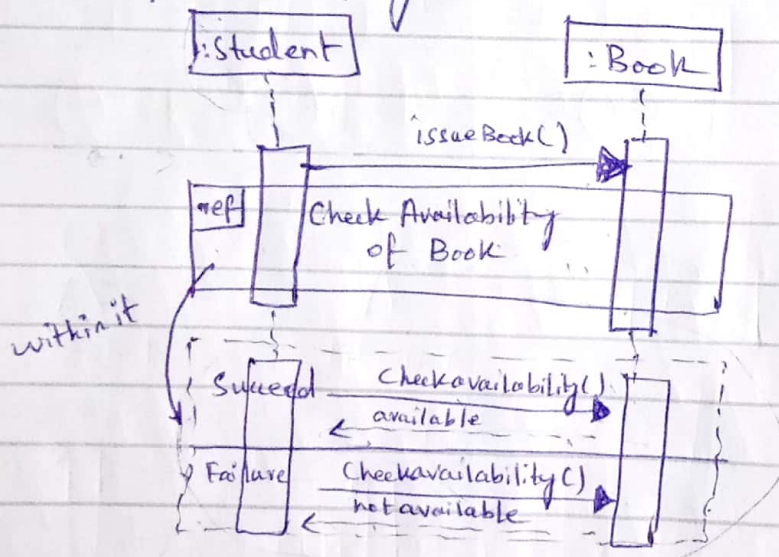 :Student
:Book
issueBook()
ref
Check Availability
of Book
within it
Succeed
Checkavailability()
available
Failure
Checkavailability()
not available